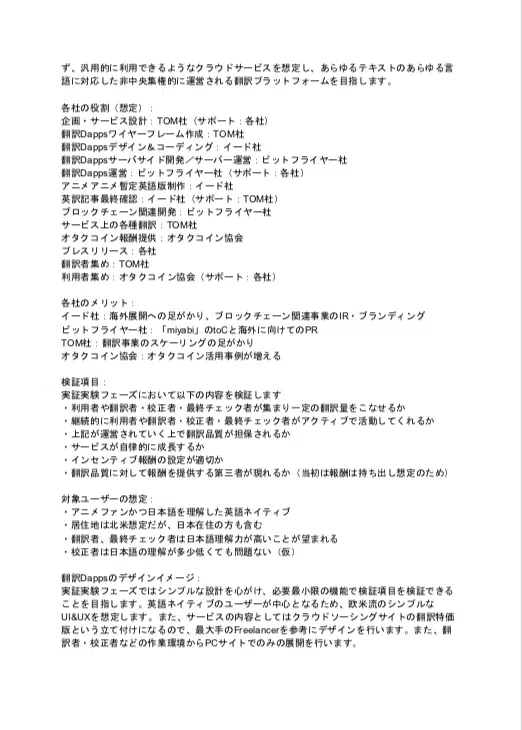 ず、汎用的に利用できるようなクラウドサービスを想定し、あらゆるテキストのあらゆる言
語に対応した非中央集権的に運営される翻訳プラットフォームを目指します。
各社の役割（想定）：
企画・サービス設計：TOM社（サポート：各社）
翻訳Dappsワイヤーフレーム作成：TOM社
翻訳Dappsデザイン＆コーディング：イード社
翻訳Dappsサーバサイド開発／サーバー運営：ビットフライヤー社
翻訳Dapps運営：ビットフライヤー社（サポート：各社）
アニメアニメ暫定英語版制作：イード社
英訳記事最終確認：イード社（サポート：TOM社）
ブロックチェーン関連開発：ビットフライヤー社
サービス上の各種翻訳：TOM社
オタクコイン報酬提供：オタクコイン協会
プレスリリース：各社
翻訳者集め：TOM社
利用者集め：オタクコイン協会（サポート：各社）
各社のメリット：
イード社：海外展開への足がかり、ブロックチェーン関連事業のIR・ブランディング
ビットフライヤー社：「miyabi」のtoCと海外に向けてのPR
TOM社：翻訳事業のスケーリングの足がかり
オタクコイン協会：オタクコイン活用事例が増える
検証項目：
実証実験フェーズにおいて以下の内容を検証します
・利用者や翻訳者・校正者・最終チェック者が集まり一定の翻訳量をこなせるか
・継続的に利用者や翻訳者・校正者・最終チェック者がアクティブで活動してくれるか
・上記が運営されていく上で翻訳品質が担保されるか
・サービスが自律的に成長するか
・インセンティブ報酬の設定が適切か
・翻訳品質に対して報酬を提供する第三者が現れるか（当初は報酬は持ち出し想定のため）
対象ユーザーの想定：
・アニメファンかつ日本語を理解した英語ネイティブ
・居住地は北米想定だが、日本在住の方も含む
・翻訳者、最終チェック者は日本語理解力が高いことが望まれる
・校正者は日本語の理解が多少低くても問題ない（仮）
翻訳Dappsのデザインイメージ：
実証実験フェーズではシンプルな設計を心がけ、必要最小限の機能で検証項目を検証できる
ことを目指します。英語ネイティブのユーザーが中心となるため、欧米流のシンプルな
UI&UXを想定します。また、サービスの内容としてはクラウドソーシングサイトの翻訳特価
版という立て付けになるので、最大手のFreelancerを参考にデザインを行います。また、翻
訳者・校正者などの作業環境からPCサイトでのみの展開を行います。